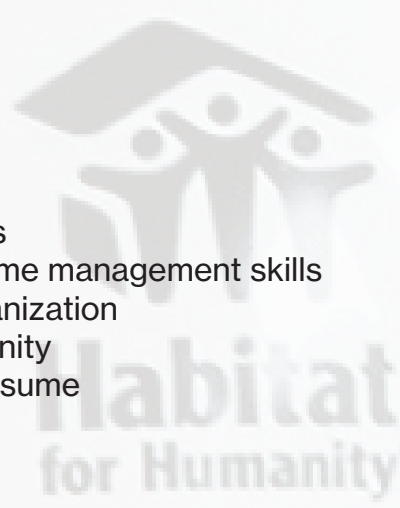 s
me management skills
anization
nity
sume
Habitat
for Humanity